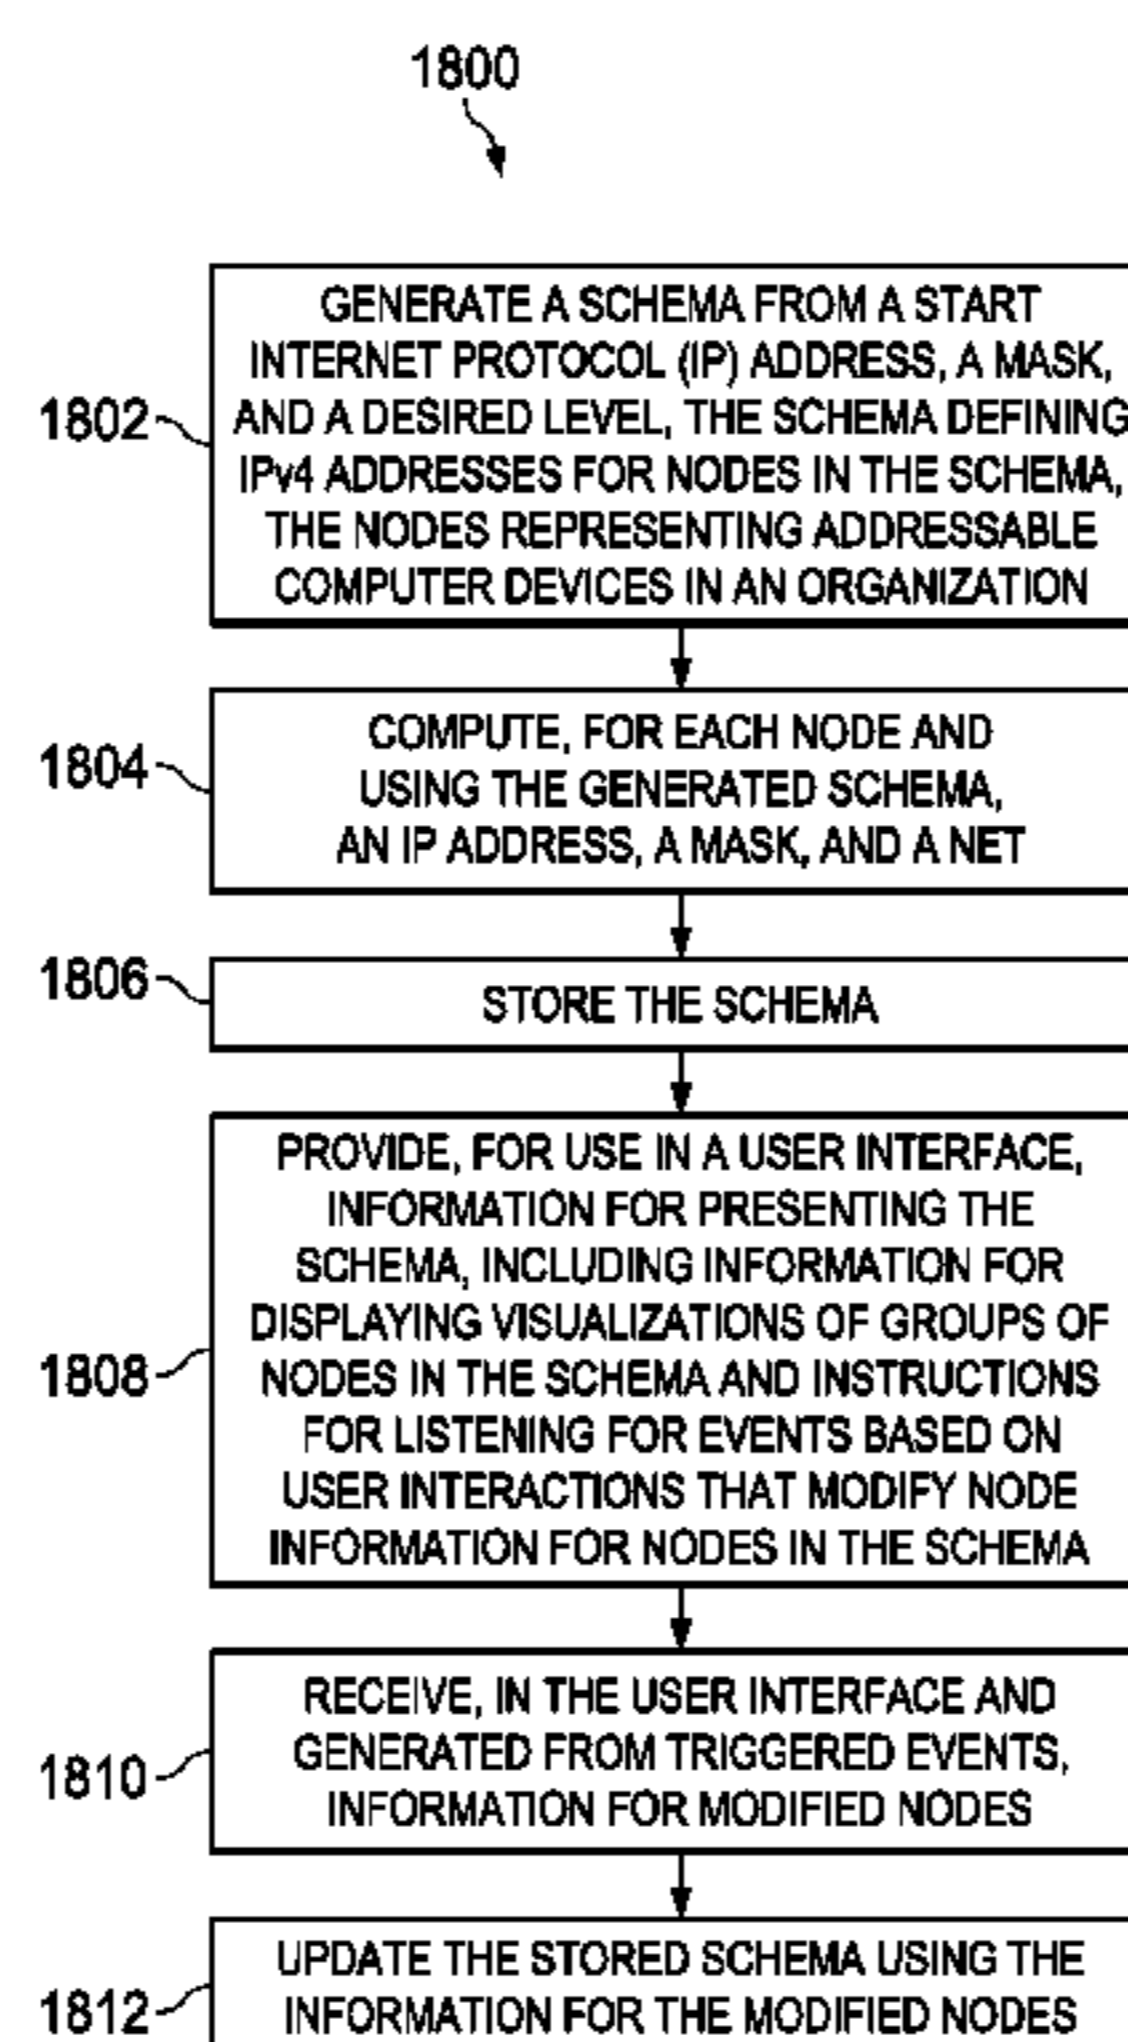 1800
1802
GENERATE A SCHEMA FROM A START
INTERNET PROTOCOL (IP) ADDRESS, A MASK,
AND A DESIRED LEVEL, THE SCHEMA DEFINING
IPv4 ADDRESSES FOR NODES IN THE SCHEMA,
THE NODES REPRESENTING ADDRESSABLE
COMPUTER DEVICES IN AN ORGANIZATION
1804
COMPUTE, FOR EACH NODE AND
USING THE GENERATED SCHEMA,
AN IP ADDRESS, A MASK, AND A NET
1806
STORE THE SCHEMA
1808
PROVIDE, FOR USE IN A USER INTERFACE,
INFORMATION FOR PRESENTING THE
SCHEMA, INCLUDING INFORMATION FOR
DISPLAYING VISUALIZATIONS OF GROUPS OF
NODES IN THE SCHEMA AND INSTRUCTIONS
FOR LISTENING FOR EVENTS BASED ON
USER INTERACTIONS THAT MODIFY NODE
INFORMATION FOR NODES IN THE SCHEMA
1810
RECEIVE, IN THE USER INTERFACE AND
GENERATED FROM TRIGGERED EVENTS,
INFORMATION FOR MODIFIED NODES
1812
UPDATE THE STORED SCHEMA USING THE
INFORMATION FOR THE MODIFIED NODES